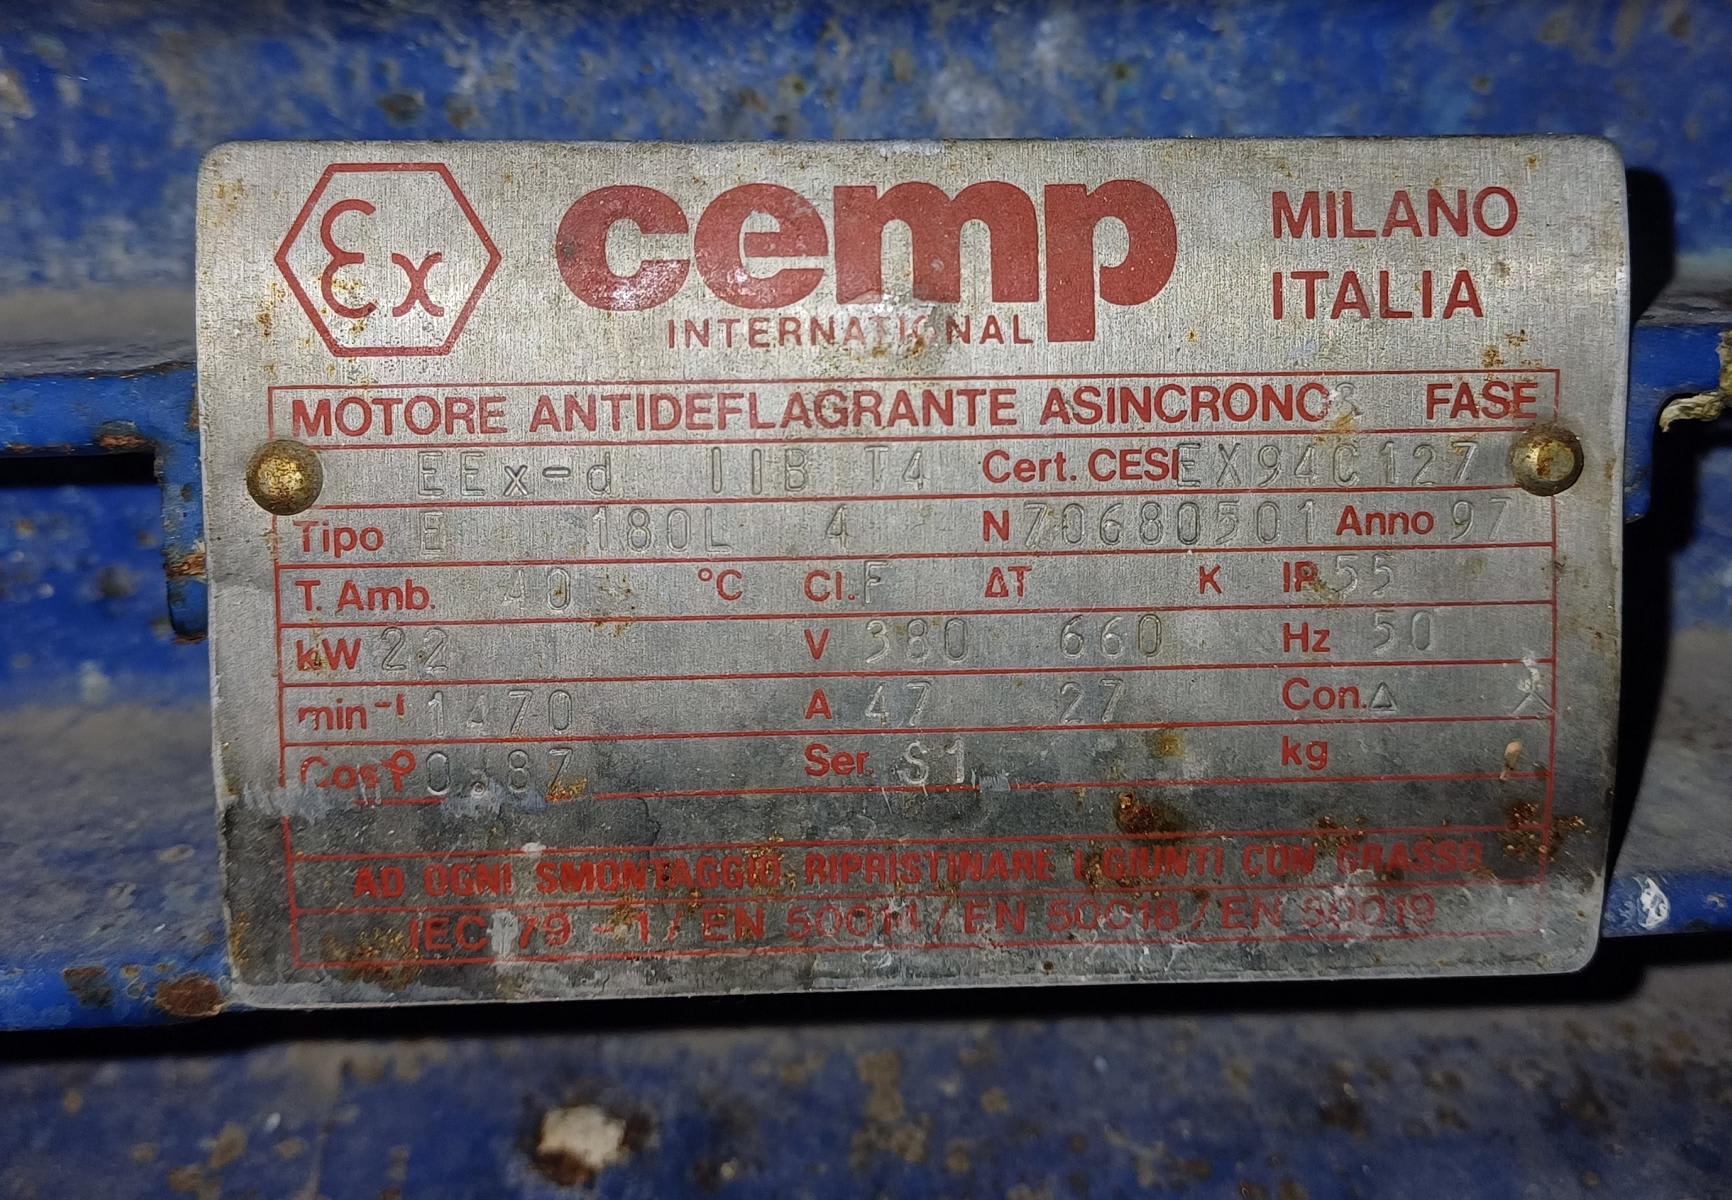 Ex cemp MILANO
INTERNATIONAL ITALIA
MOTORE ANTIDEFLAGRANTE ASINCRONO 3 FASE
EEx-d IIB T4 Cert. CESI EX94C127
Tipo E 180L 4 N 70680501 Anno 97
T. Amb. 40 °C Cl. F ΔT K IP 55
kW 22 V 380 660 Hz 50
min⁻¹ 1470 A 47 27 Con. Δ Y
Cosφ 0.87 Ser. S1 kg
AD OGNI SMONTAGGIO RIPRISTINARE I GIUNTI CON GRASSO
IEC 79 - 1 / EN 50014 / EN 50018 / EN 50019